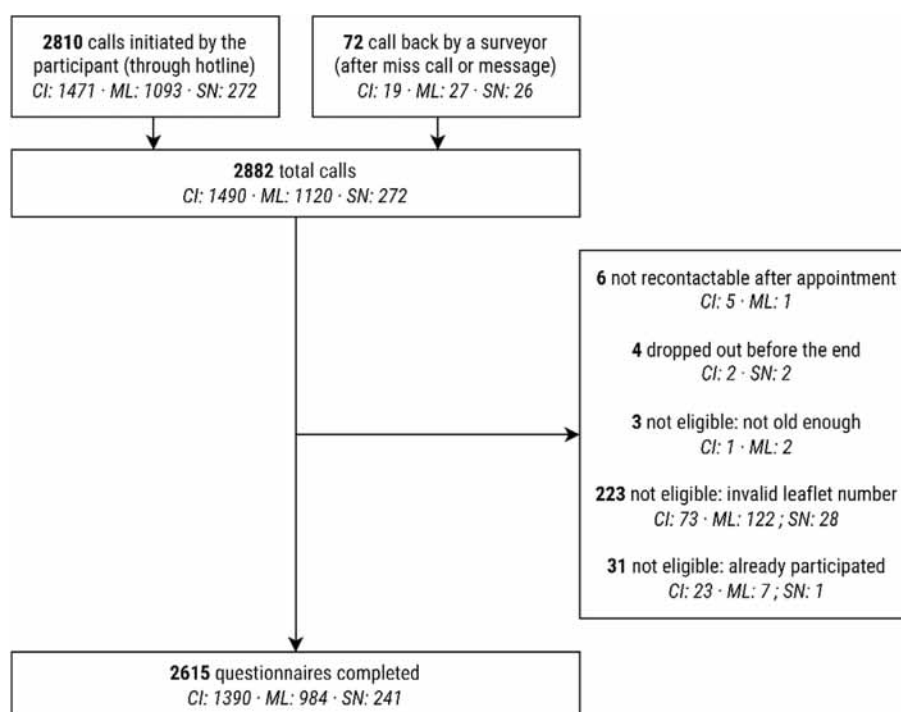 2810 calls initiated by the
participant (through hotline)
CI: 1471 · ML: 1093 · SN: 272
72 call back by a surveyor
(after miss call or message)
CI: 19 · ML: 27 · SN: 26
2882 total calls
CI: 1490 · ML: 1120 · SN: 272
6 not recontactable after appointment
CI: 5 · ML: 1
4 dropped out before the end
CI: 2 · SN: 2
3 not eligible: not old enough
CI: 1 · ML: 2
223 not eligible: invalid leaflet number
CI: 73 · ML: 122 ; SN: 28
31 not eligible: already participated
CI: 23 · ML: 7 ; SN: 1
2615 questionnaires completed
CI: 1390 · ML: 984 · SN: 241